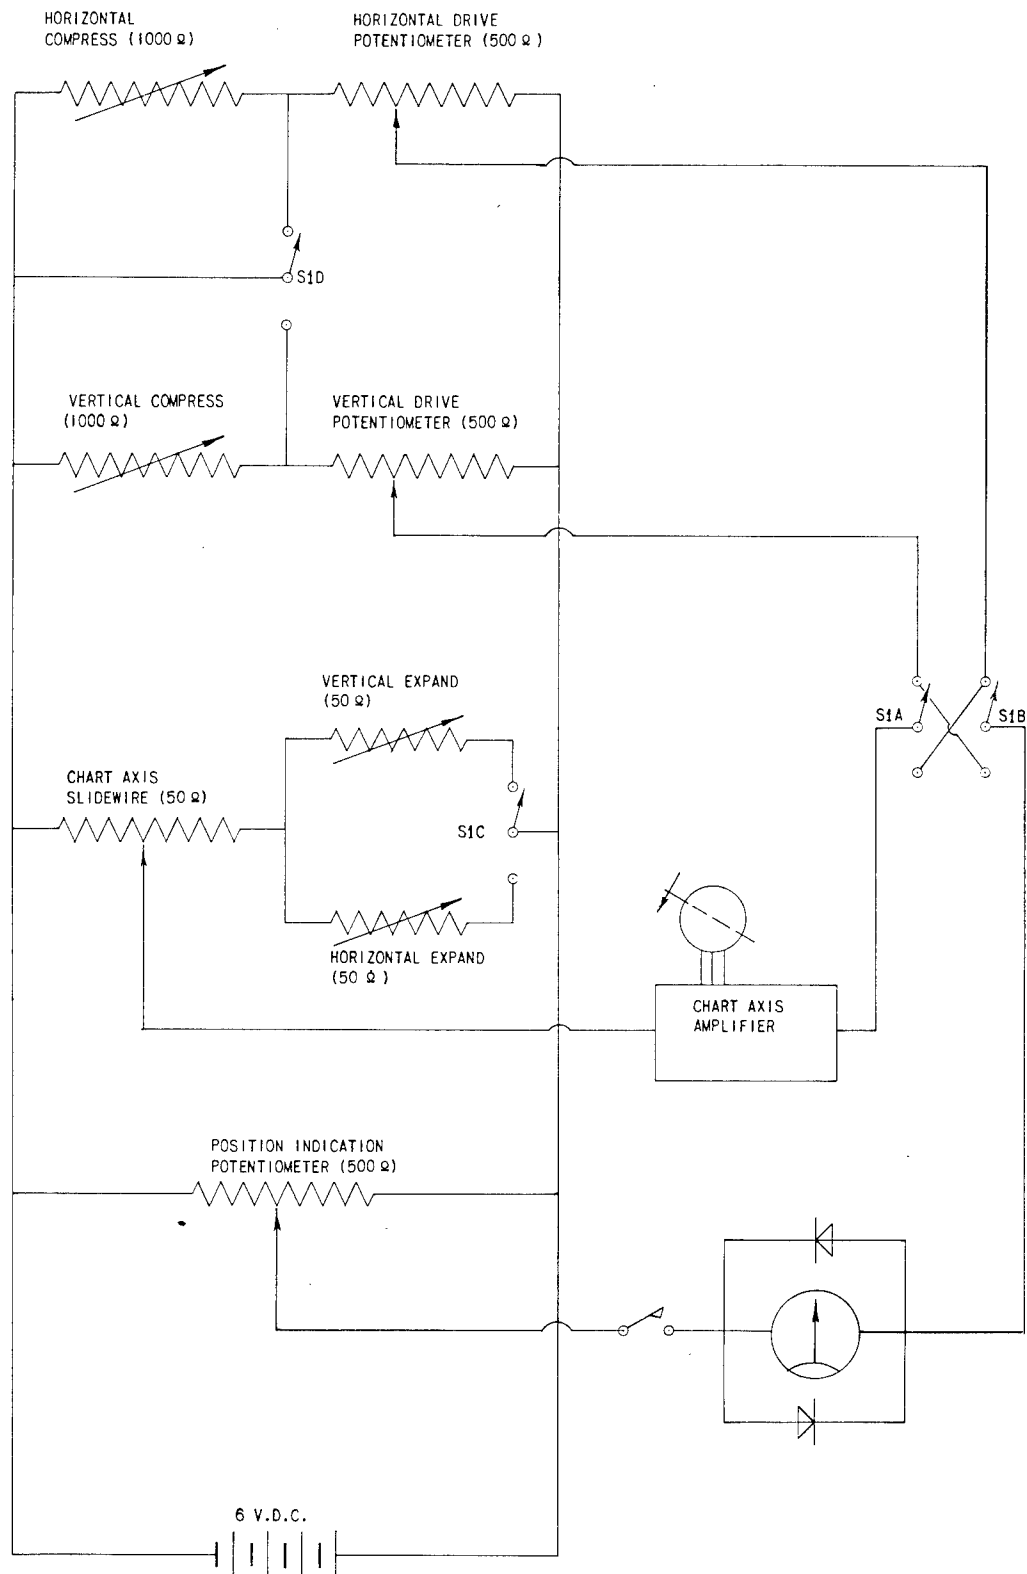 HORIZONTAL
COMPRESS (1000 Ω)
HORIZONTAL DRIVE
POTENTIOMETER (500 Ω)
S1D
VERTICAL COMPRESS
(1000 Ω)
VERTICAL DRIVE
POTENTIOMETER (500 Ω)
VERTICAL EXPAND
(50 Ω)
S1A
S1B
CHART AXIS
SLIDEWIRE (50 Ω)
S1C
HORIZONTAL EXPAND
(50 Ω)
CHART AXIS
AMPLIFIER
POSITION INDICATION
POTENTIOMETER (500 Ω)
6 V.D.C.